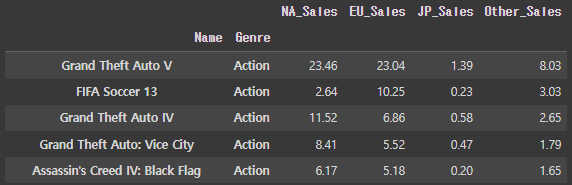 NA_Sales EU_Sales JP_Sales Other_Sales
Name Genre
Grand Theft Auto V Action 23.46 23.04 1.39 8.03
FIFA Soccer 13 Action 2.64 10.25 0.23 3.03
Grand Theft Auto IV Action 11.52 6.86 0.58 2.65
Grand Theft Auto: Vice City Action 8.41 5.52 0.47 1.79
Assassin's Creed IV: Black Flag Action 6.17 5.18 0.20 1.65